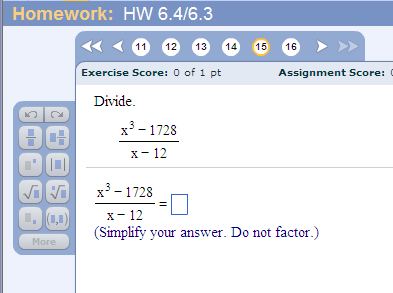 Homework: HW 6.4/6.3
11 12 13 14 15 16
Exercise Score: 0 of 1 pt Assignment Score:
Divide.
x³ − 1728
x − 12
x³ − 1728
x − 12
=
(Simplify your answer. Do not factor.)
More